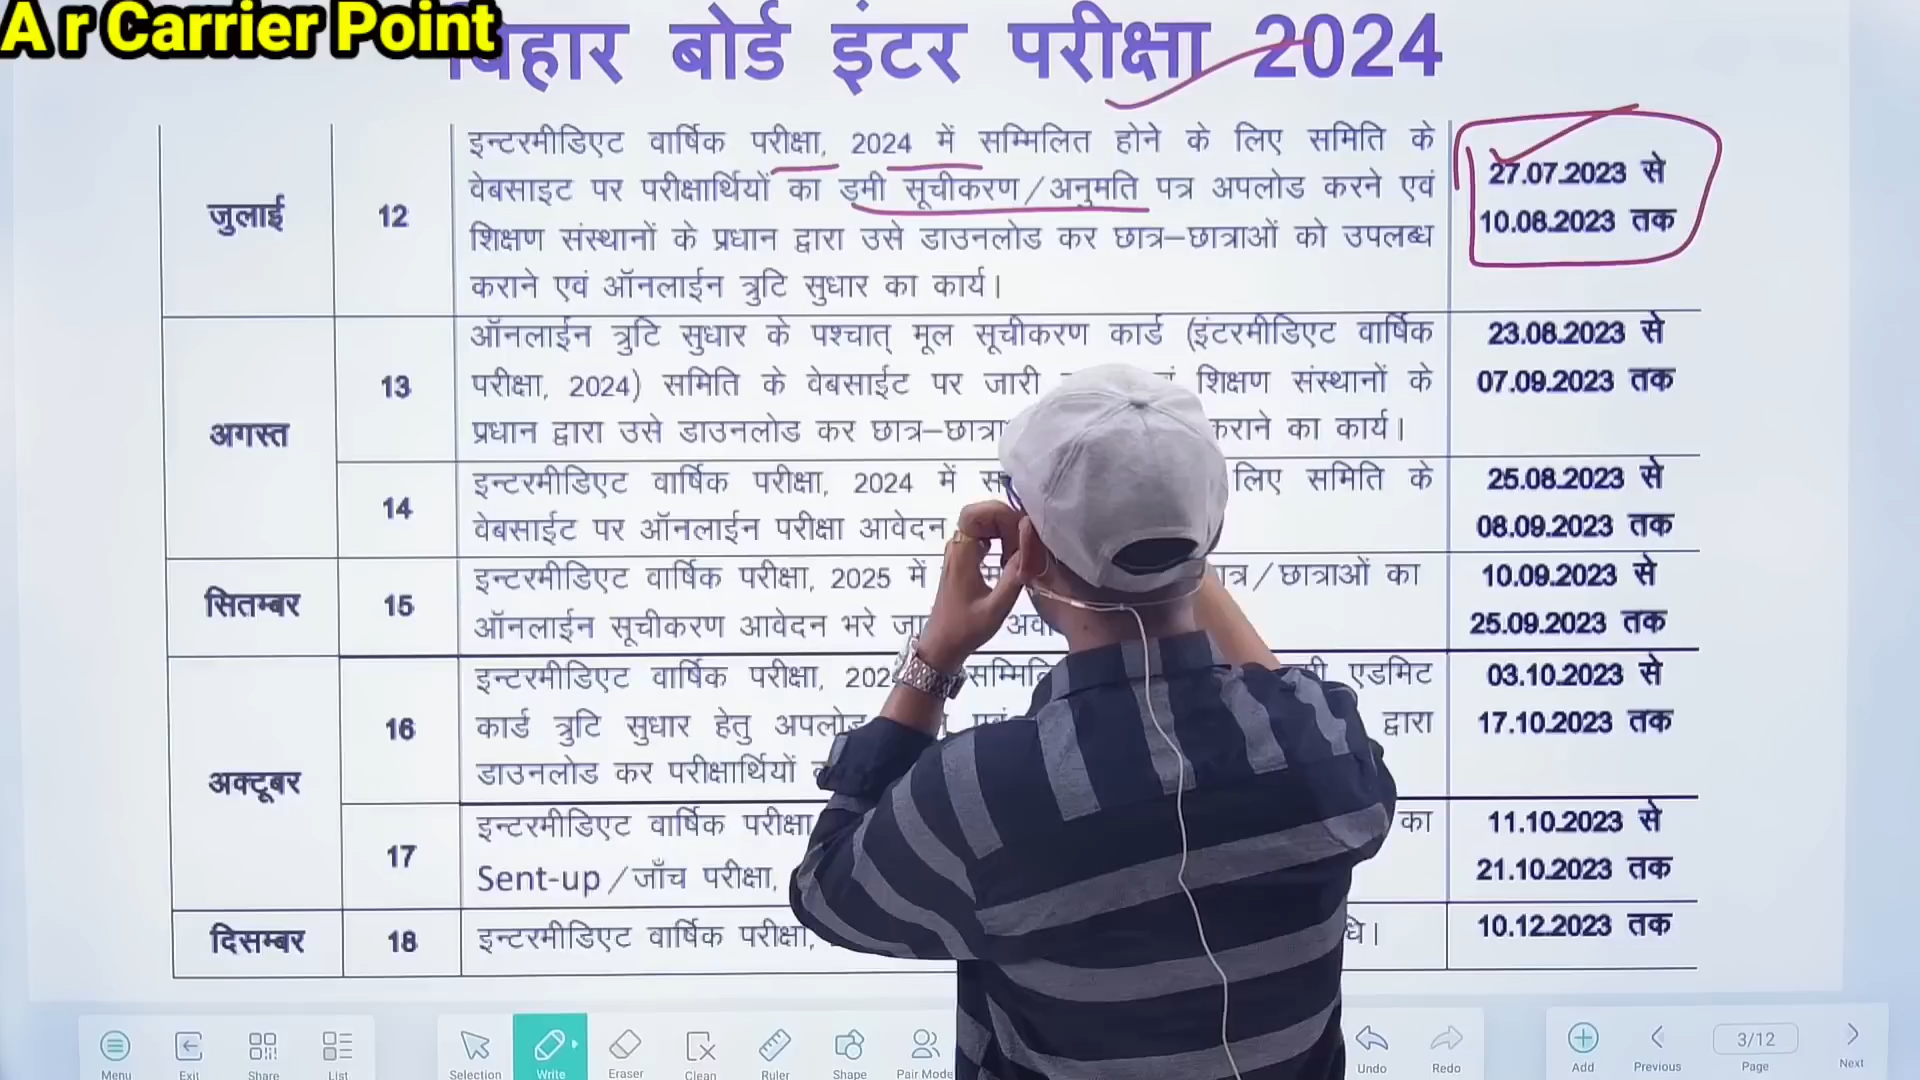 A r Carrier Point
बिहार बोर्ड इंटर परीक्षा 2024
जुलाई
12
इन्टरमीडिएट वार्षिक परीक्षा, 2024 में सम्मिलित होने के लिए समिति के
वेबसाइट पर परीक्षार्थियों का डमी सूचीकरण/अनुमति पत्र अपलोड करने एवं
शिक्षण संस्थानों के प्रधान द्वारा उसे डाउनलोड कर छात्र–छात्राओं को उपलब्ध
कराने एवं ऑनलाईन त्रुटि सुधार का कार्य।
27.07.2023 से
10.08.2023 तक
अगस्त
13
ऑनलाईन त्रुटि सुधार के पश्चात् मूल सूचीकरण कार्ड (इंटरमीडिएट वार्षिक
परीक्षा, 2024) समिति के वेबसाईट पर जारी शिक्षण संस्थानों के
प्रधान द्वारा उसे डाउनलोड कर कराने का कार्य।
23.08.2023 से
07.09.2023 तक
14
इन्टरमीडिएट वार्षिक परीक्षा, 2024 में लिए समिति के
वेबसाईट पर ऑनलाईन परीक्षा आवेदन
25.08.2023 से
08.09.2023 तक
सितम्बर
15
इन्टरमीडिएट वार्षिक परीक्षा, 2025 में छात्राओं का
ऑनलाईन सूचीकरण आवेदन भरे
10.09.2023 से
25.09.2023 तक
अक्टूबर
16
इन्टरमीडिएट वार्षिक परीक्षा, एडमिट
कार्ड त्रुटि सुधार हेतु द्वारा
डाउनलोड कर परीक्षार्थियों
03.10.2023 से
17.10.2023 तक
17
इन्टरमीडिएट वार्षिक परीक्षा का
Sent-up/जाँच परीक्षा,
11.10.2023 से
21.10.2023 तक
दिसम्बर
18
इन्टरमीडिएट वार्षिक परीक्षा,
10.12.2023 तक
Menu Exit Share List Selection Write Eraser Clean Ruler Shape Pair Mode Undo Redo Add Previous 3/12 Page Next